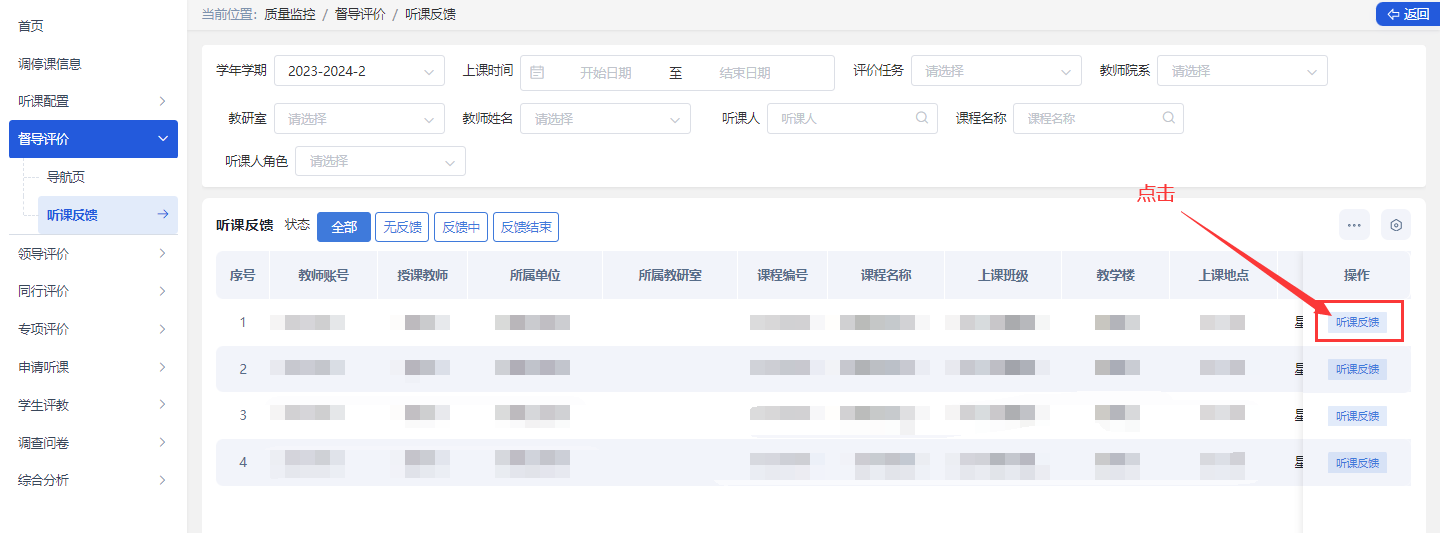 首页
调停课信息
听课配置
督导评价
导航页
听课反馈
领导评价
同行评价
专项评价
申请听课
学生评教
调查问卷
综合分析
当前位置: 质量监控 / 督导评价 / 听课反馈
返回
学年学期 2023-2024-2 上课时间 开始日期 至 结束日期 评价任务 请选择 教师院系 请选择
教研室 请选择 教师姓名 请选择 听课人 听课人 课程名称 课程名称
听课人角色 请选择
点击
听课反馈 状态 全部 无反馈 反馈中 反馈结束
序号 教师账号 授课教师 所属单位 所属教研室 课程编号 课程名称 上课班级 教学楼 上课地点 操作
1 星 听课反馈
2 星 听课反馈
3 星 听课反馈
4 星 听课反馈